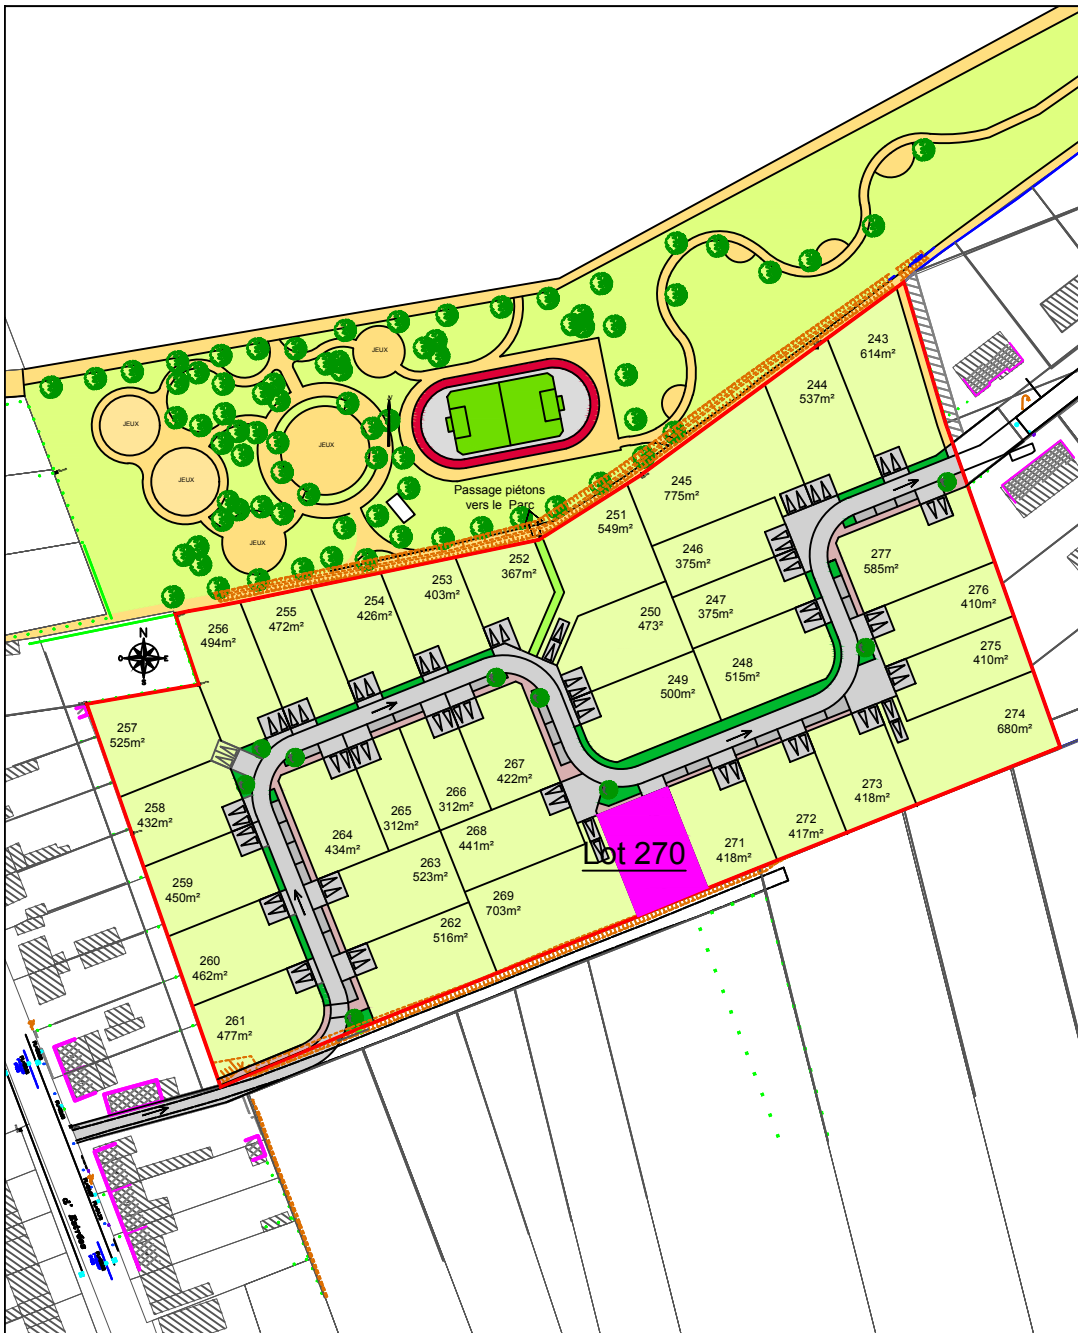 JEUX
JEUX
JEUX
JEUX
JEUX
Passage piétons
vers le Parc
243
614m²
244
537m²
245
775m²
251
549m²
246
375m²
247
375m²
277
585m²
276
410m²
275
410m²
274
680m²
252
367m²
253
403m²
254
426m²
255
472m²
256
494m²
250
473²
248
515m²
249
500m²
N
E
S
O
257
525m²
258
432m²
259
450m²
260
462m²
261
477m²
264
434m²
265
312m²
266
312m²
267
422m²
268
441m²
263
523m²
262
516m²
269
703m²
Lot 270
271
418m²
272
417m²
273
418m²